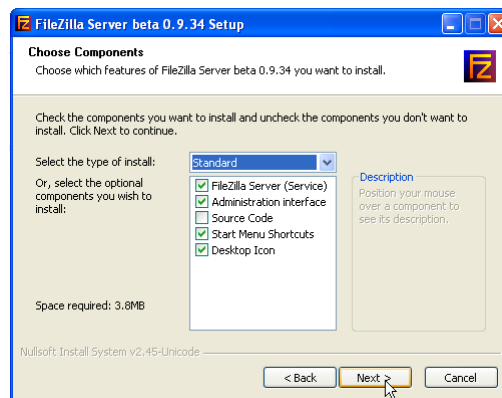 FileZilla Server beta 0.9.34 Setup
Choose Components
Choose which features of FileZilla Server beta 0.9.34 you want to install.
FZ
Check the components you want to install and uncheck the components you don't want to
install. Click Next to continue.
Select the type of install:
Standard
Or, select the optional
components you wish to
install:
FileZilla Server (Service)
Administration interface
Source Code
Start Menu Shortcuts
Desktop Icon
Description
Position your mouse
over a component to
see its description.
Space required: 3.8MB
Nullsoft Install System v2.45-Unicode
< Back
Next >
Cancel